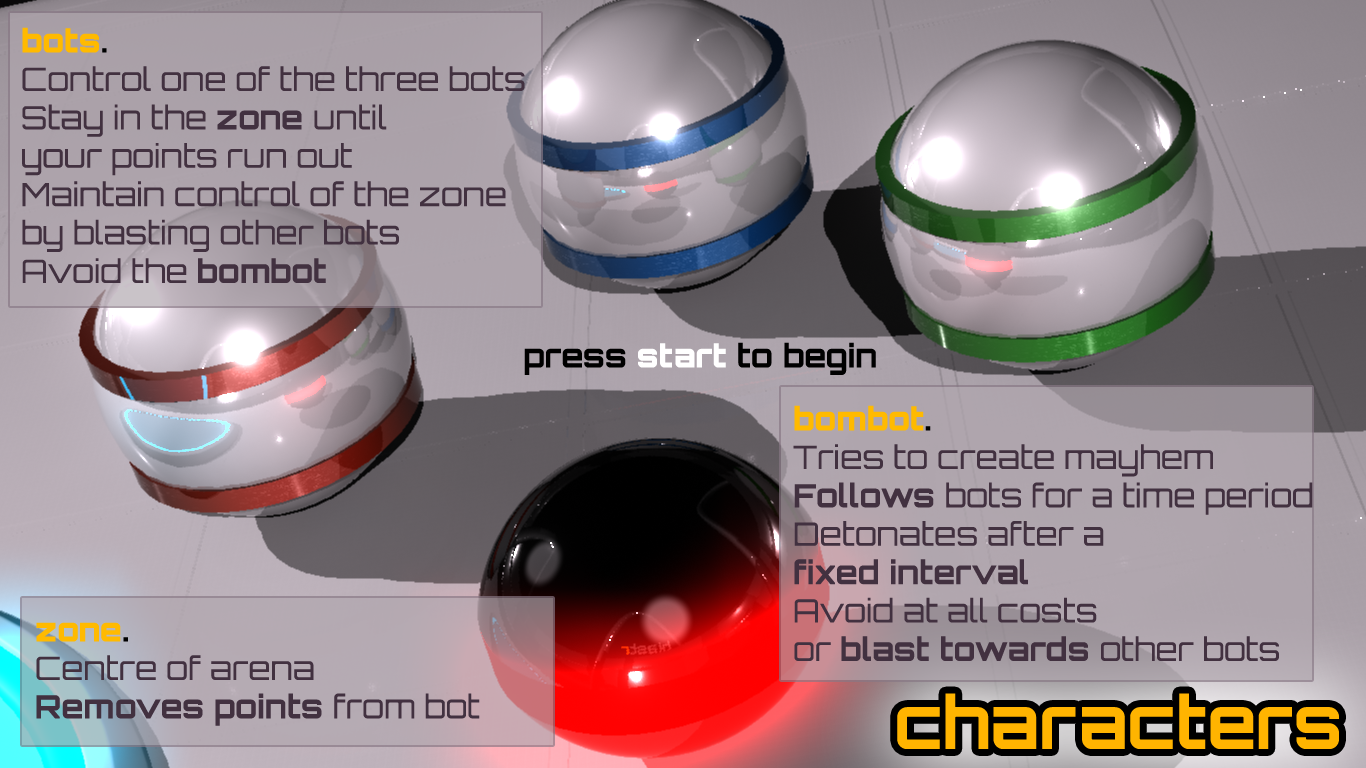 bots.
Control one of the three bots
Stay in the zone until
your points run out
Maintain control of the zone
by blasting other bots
Avoid the bombot
press start to begin
bombot.
Tries to create mayhem
Follows bots for a time period
Detonates after a
fixed interval
Avoid at all costs
or blast towards other bots
zone.
Centre of arena
Removes points from bot
blastr
characters